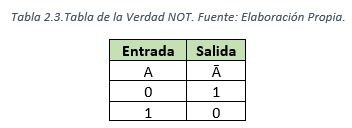 Tabla 2.3.Tabla de la Verdad NOT. Fuente: Elaboración Propia.
Entrada Salida
A Ā
0 1
1 0